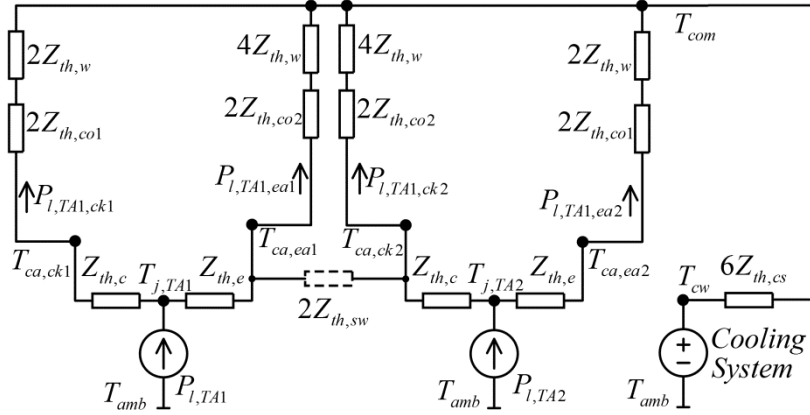 T_{com}
2Z_{th,w} 4Z_{th,w} 4Z_{th,w} 2Z_{th,w}
2Z_{th,co1} 2Z_{th,co2} 2Z_{th,co2} 2Z_{th,co1}
P_{l,TA1,ck1} P_{l,TA1,ea1} P_{l,TA1,ck2} P_{l,TA1,ea2}
T_{ca,ck1} T_{ca,ea1} T_{ca,ck2} T_{ca,ea2}
Z_{th,c} T_{j,TA1} Z_{th,e} 2Z_{th,sw} Z_{th,c} T_{j,TA2} Z_{th,e} T_{cw} 6Z_{th,cs}
P_{l,TA1} P_{l,TA2} Cooling
System
T_{amb} T_{amb} T_{amb}